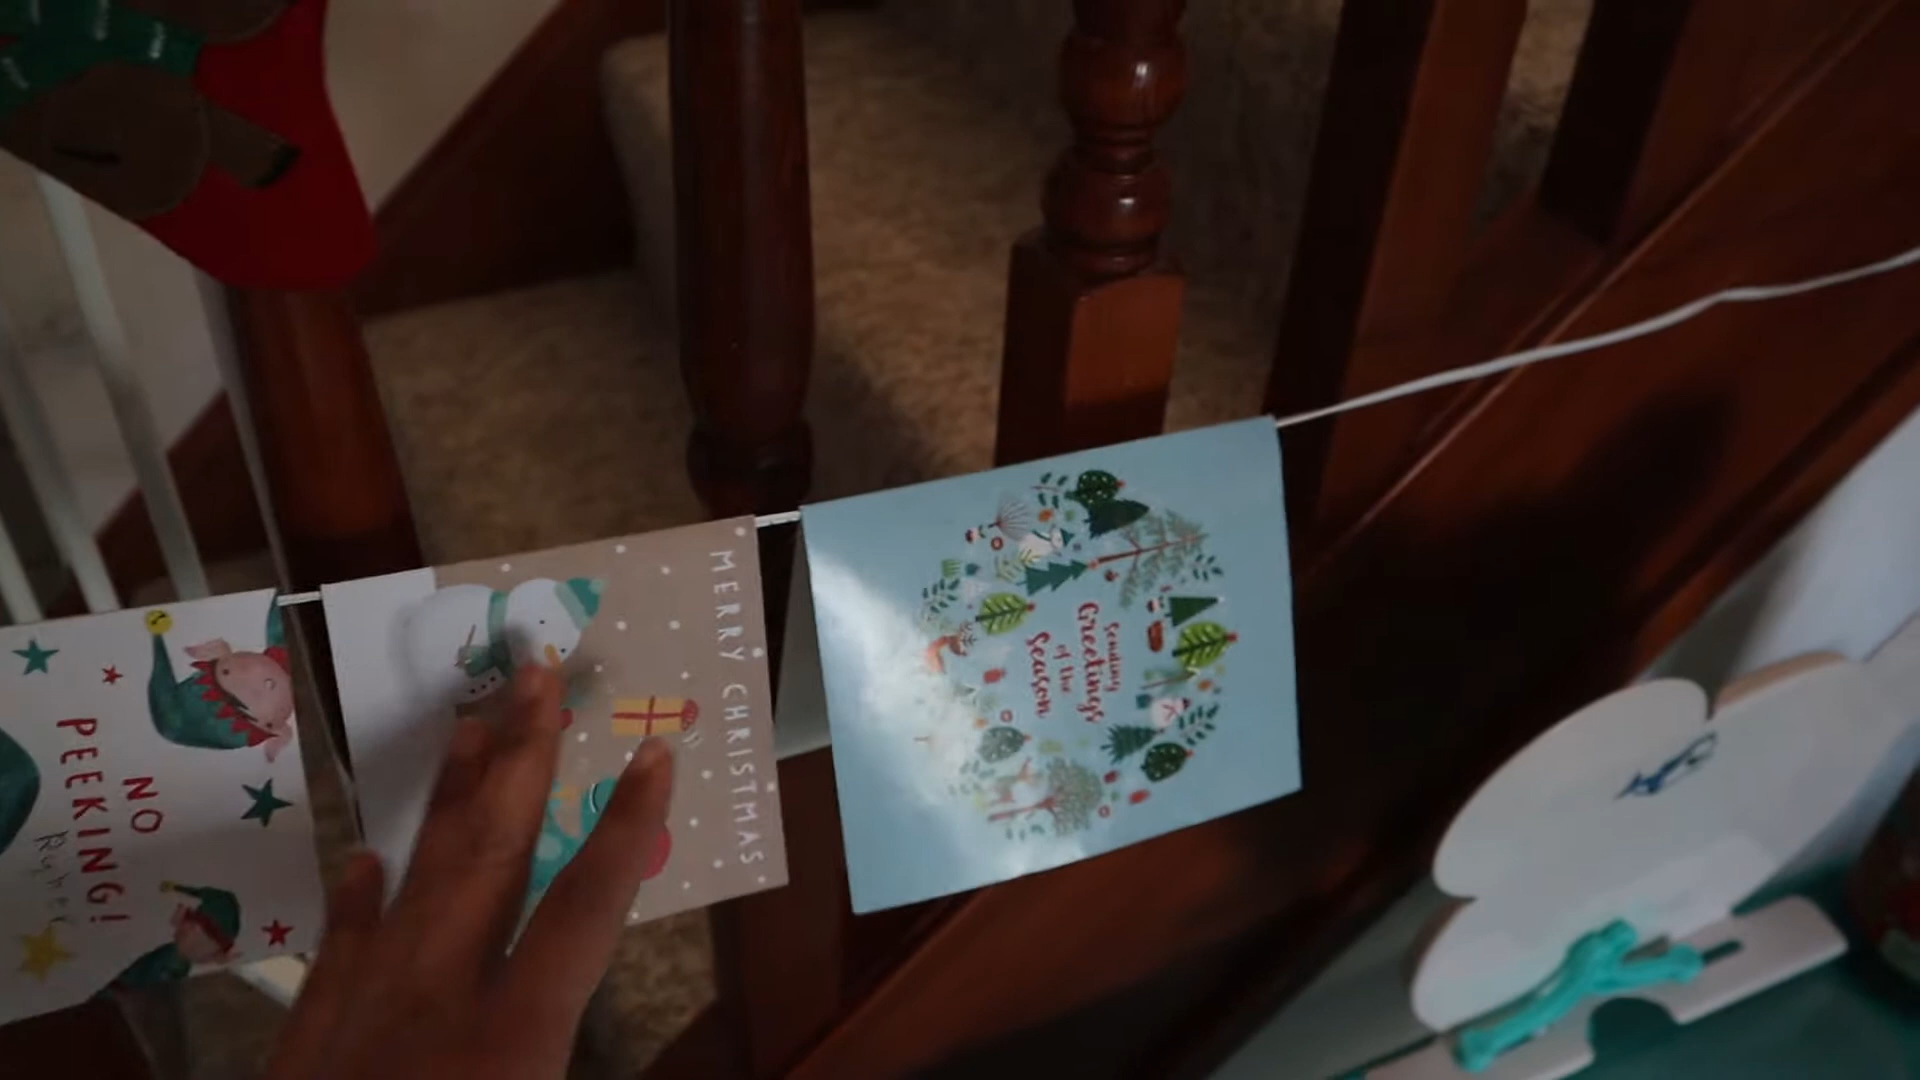 NO
PEEKING!
MERRY CHRISTMAS
Sending
Greetings
of the
Season